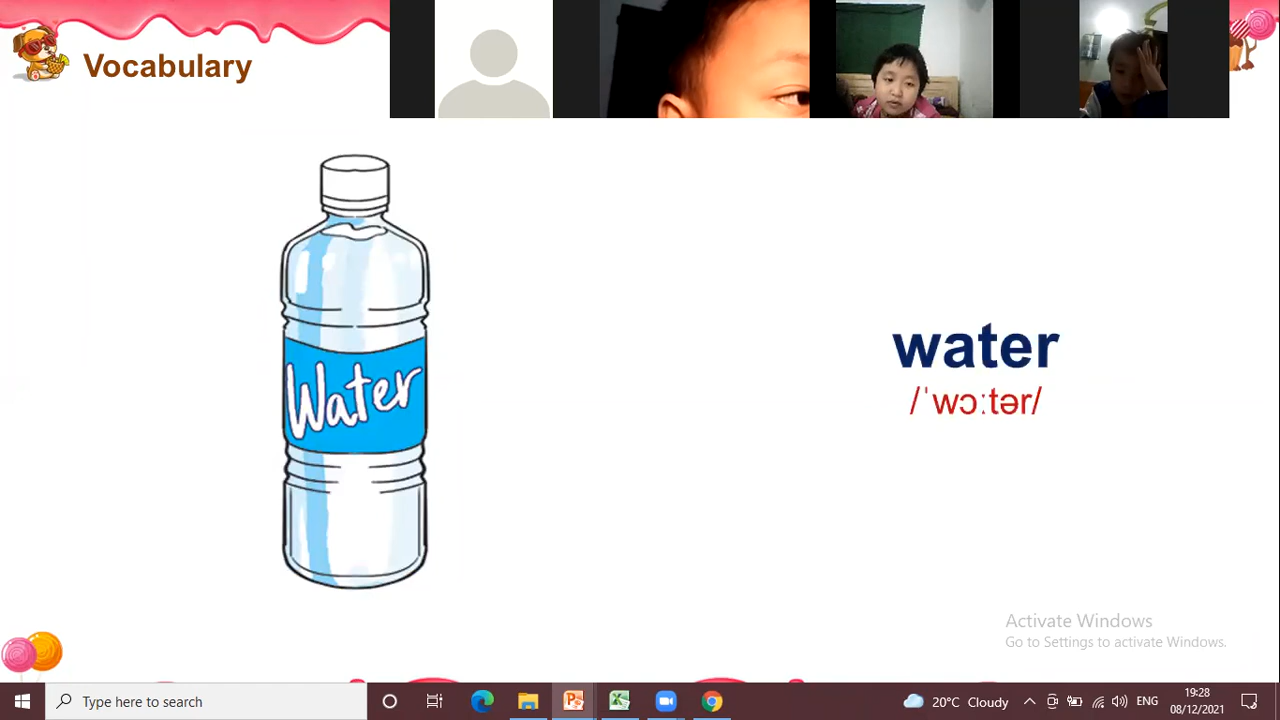 Vocabulary
Water
water
/ˈwɔːtər/
Activate Windows
Go to Settings to activate Windows.
Type here to search
20°C Cloudy
ENG
19:28
08/12/2021